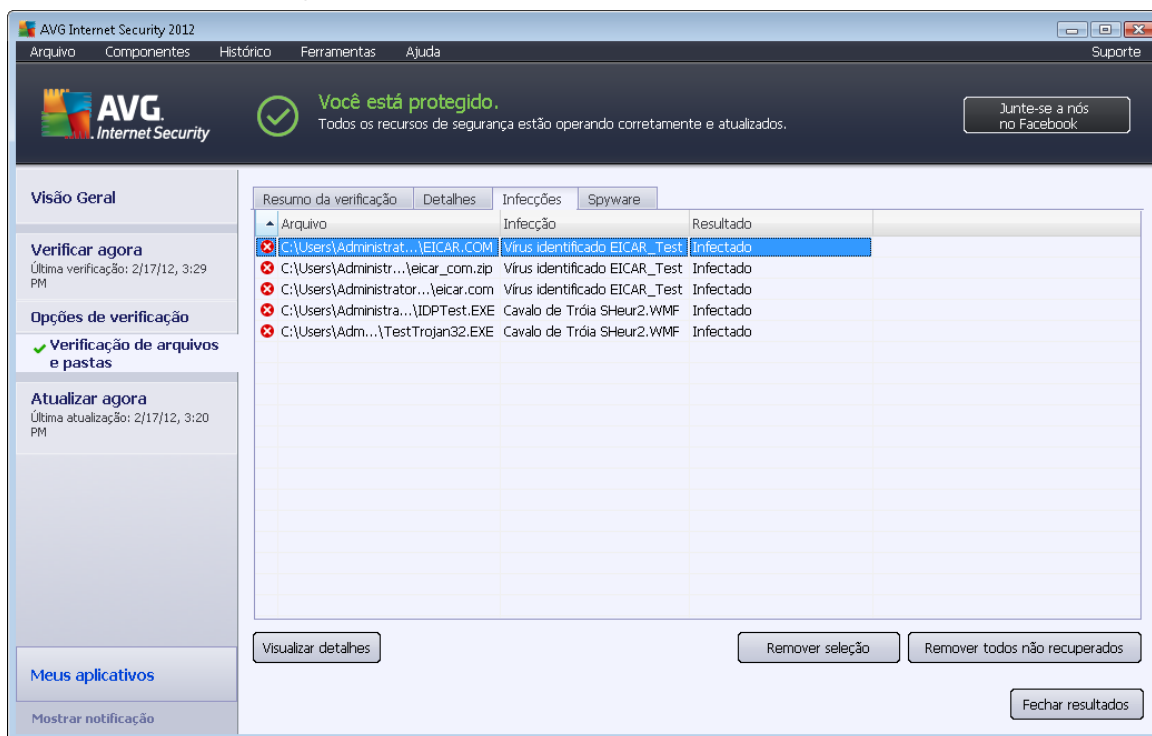 AVG Internet Security 2012
Arquivo Componentes Histórico Ferramentas Ajuda Suporte
AVG.
Internet Security
Você está protegido.
Todos os recursos de segurança estão operando corretamente e atualizados.
Junte-se a nós
no Facebook
Visão Geral
Verificar agora
Última verificação: 2/17/12, 3:29
PM
Opções de verificação
Verificação de arquivos
e pastas
Atualizar agora
Última atualização: 2/17/12, 3:20
PM
Meus aplicativos
Mostrar notificação
Resumo da verificação Detalhes Infecções Spyware
Arquivo Infecção Resultado
C:\Users\Administrat...\EICAR.COM Vírus identificado EICAR_Test Infectado
C:\Users\Administr...\eicar_com.zip Vírus identificado EICAR_Test Infectado
C:\Users\Administrator...\eicar.com Vírus identificado EICAR_Test Infectado
C:\Users\Administra...\IDPTest.EXE Cavalo de Tróia SHeur2.WMF Infectado
C:\Users\Adm...\TestTrojan32.EXE Cavalo de Tróia SHeur2.WMF Infectado
Visualizar detalhes Remover seleção Remover todos não recuperados
Fechar resultados